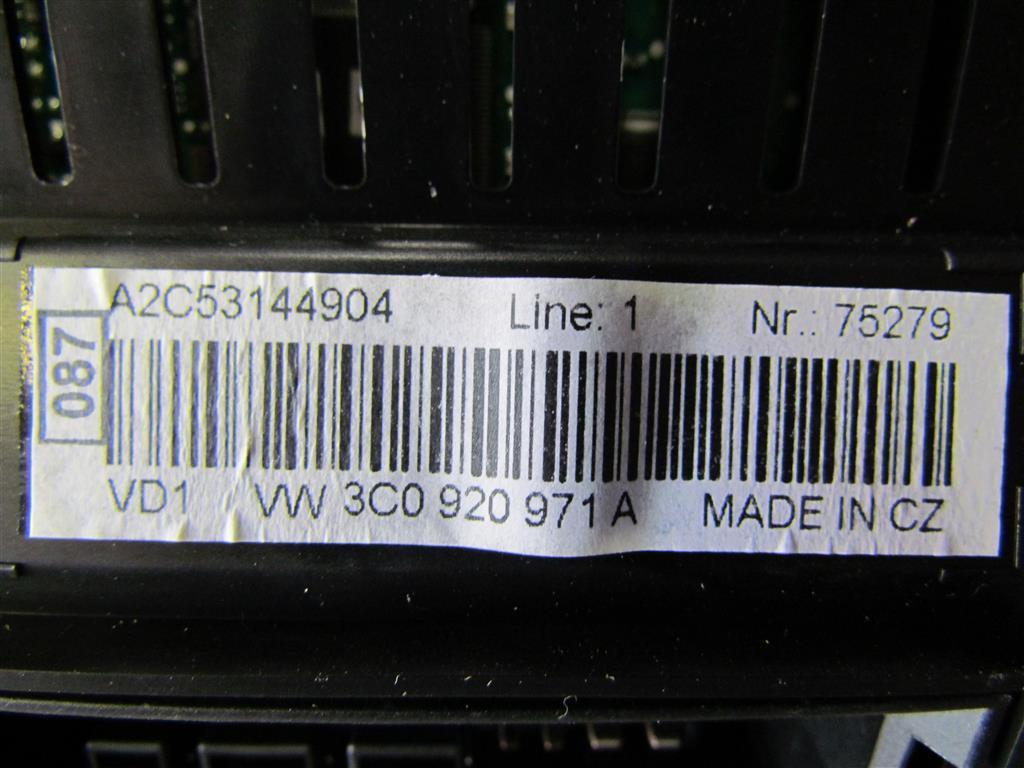 A2C53144904 Line: 1 Nr.: 75279
087
VD1 VW 3C0 920 971 A MADE IN CZ